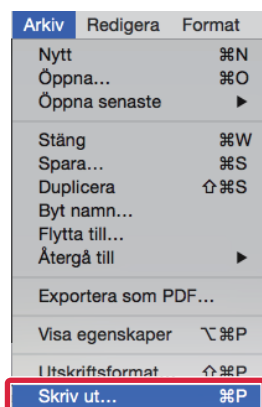 Arkiv Redigera Format
Nytt ⌘N
Öppna... ⌘O
Öppna senaste ▶
Stäng ⌘W
Spara... ⌘S
Duplicera ⇧⌘S
Byt namn...
Flytta till...
Återgå till ▶
Exportera som PDF...
Visa egenskaper ⌥⌘P
Utskriftsformat... ⇧⌘P
Skriv ut... ⌘P